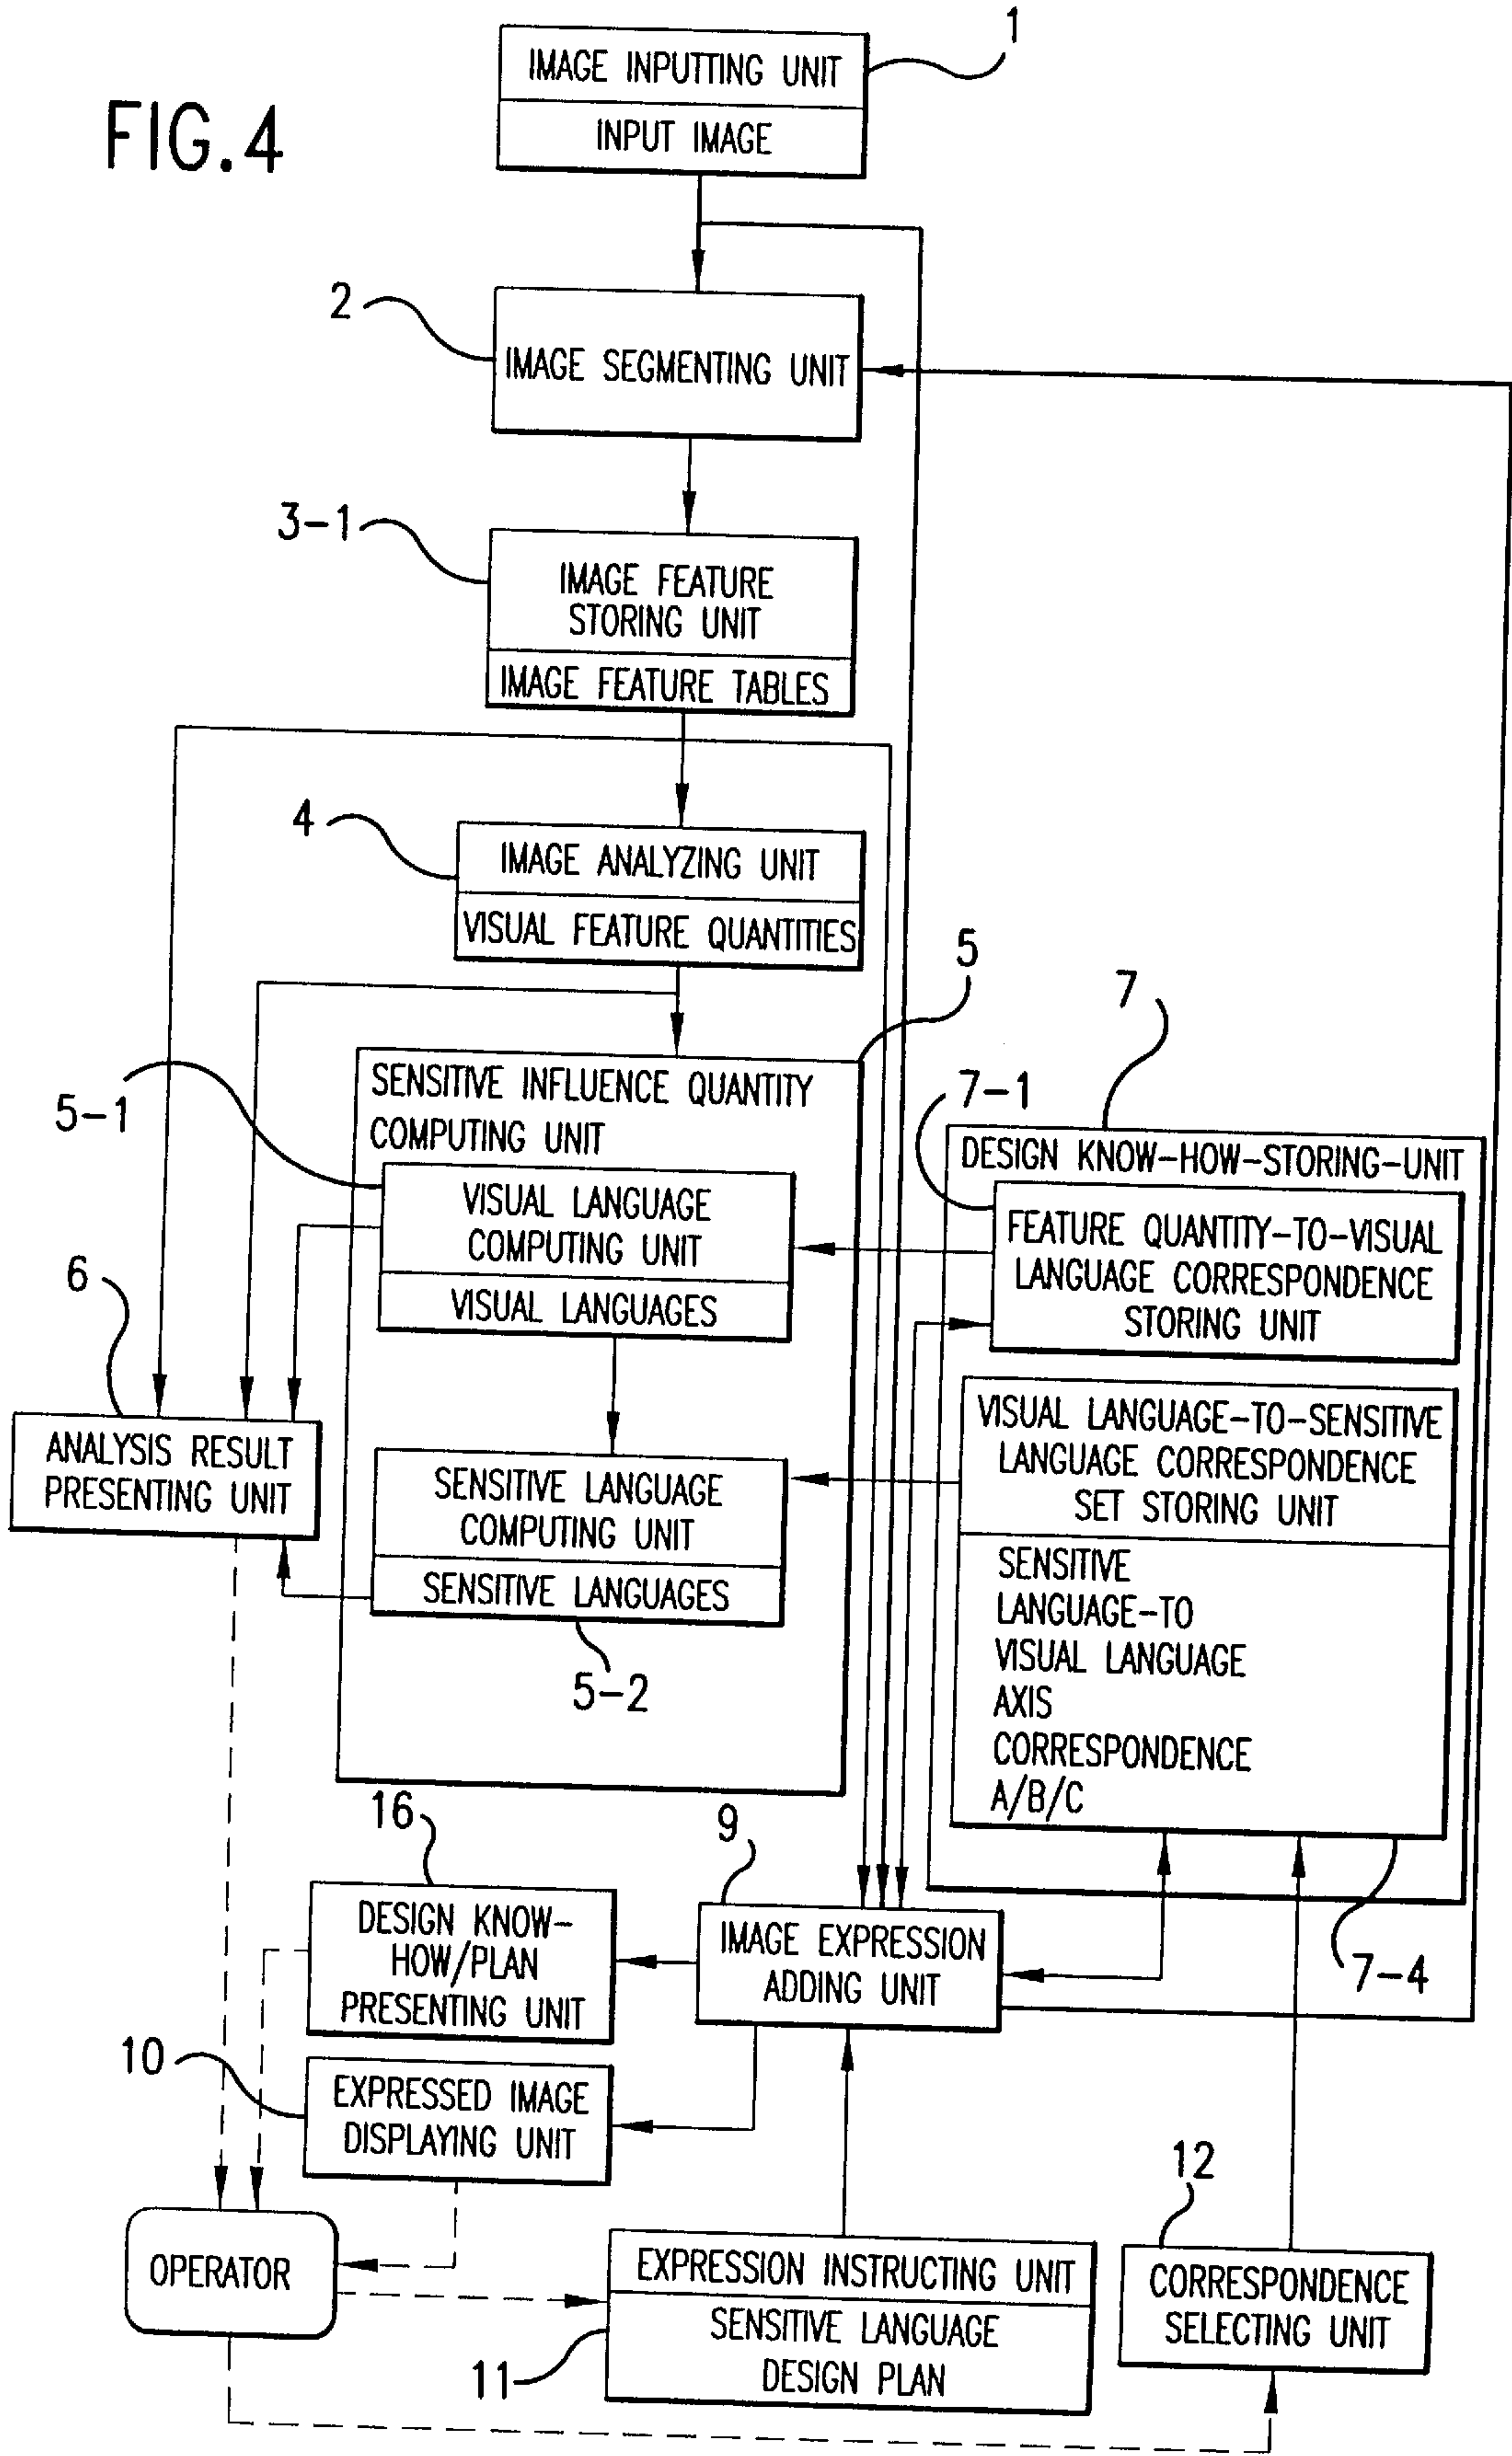 FIG.4
1
IMAGE INPUTTING UNIT
INPUT IMAGE
2
IMAGE SEGMENTING UNIT
3-1
IMAGE FEATURE
STORING UNIT
IMAGE FEATURE TABLES
4
IMAGE ANALYZING UNIT
VISUAL FEATURE QUANTITIES
5
SENSITIVE INFLUENCE QUANTITY
COMPUTING UNIT
5-1
VISUAL LANGUAGE
COMPUTING UNIT
VISUAL LANGUAGES
6
ANALYSIS RESULT
PRESENTING UNIT
SENSITIVE LANGUAGE
COMPUTING UNIT
SENSITIVE LANGUAGES
5-2
7
DESIGN KNOW-HOW-STORING-UNIT
7-1
FEATURE QUANTITY-TO-VISUAL
LANGUAGE CORRESPONDENCE
STORING UNIT
VISUAL LANGUAGE-TO-SENSITIVE
LANGUAGE CORRESPONDENCE
SET STORING UNIT
SENSITIVE
LANGUAGE-TO
VISUAL LANGUAGE
AXIS
CORRESPONDENCE
A/B/C
7-4
16
DESIGN KNOW-
HOW/PLAN
PRESENTING UNIT
9
IMAGE EXPRESSION
ADDING UNIT
10
EXPRESSED IMAGE
DISPLAYING UNIT
OPERATOR
11
EXPRESSION INSTRUCTING UNIT
SENSITIVE LANGUAGE
DESIGN PLAN
12
CORRESPONDENCE
SELECTING UNIT